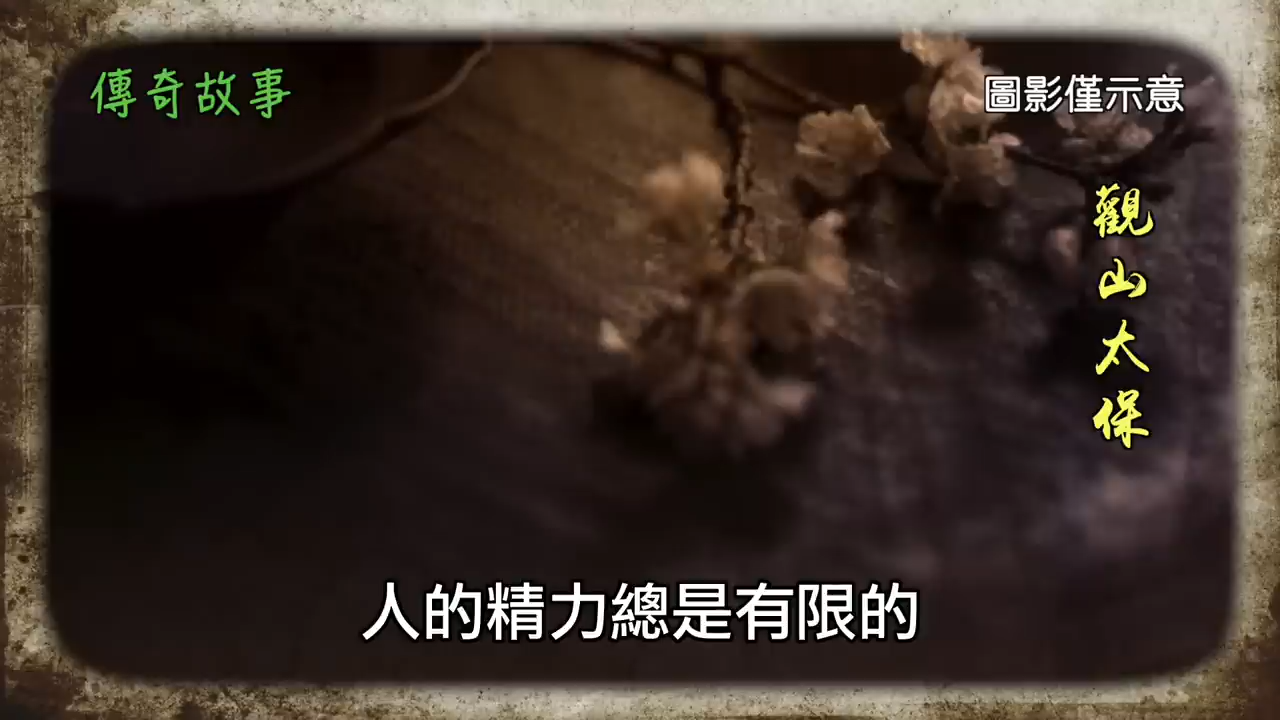 傳奇故事
圖影僅示意
觀山太保
人的精力總是有限的